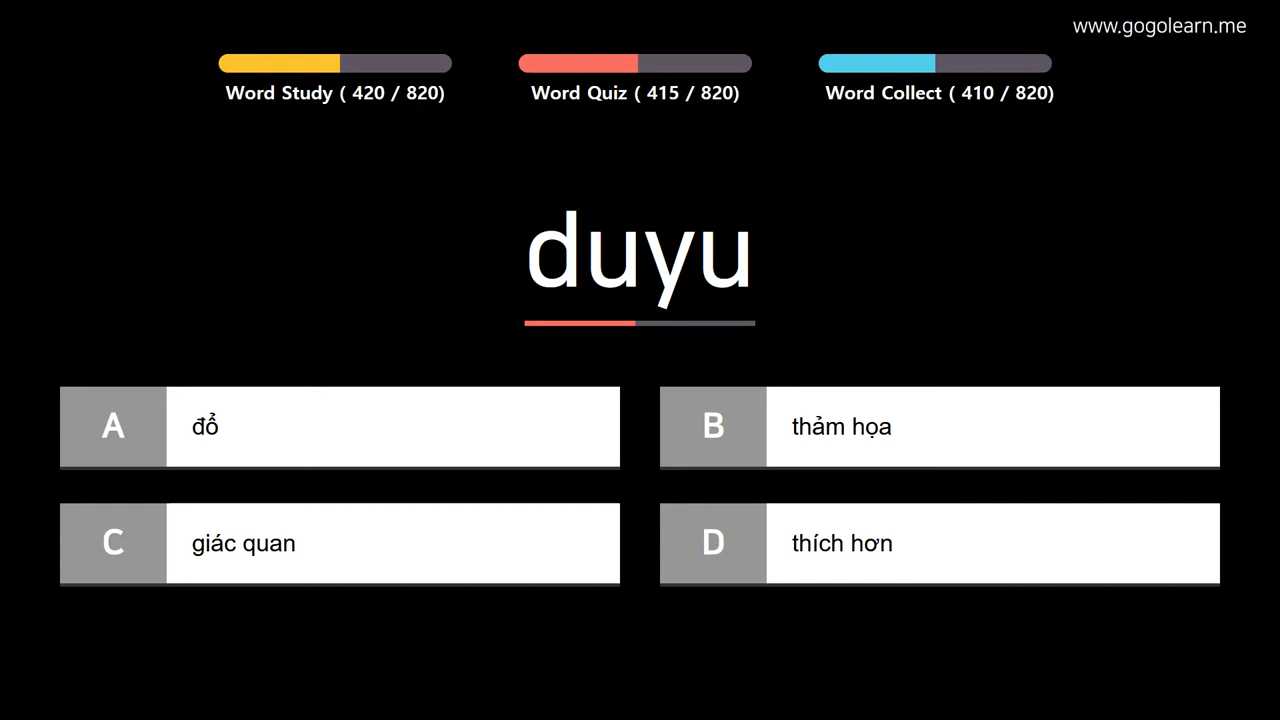 www.gogolearn.me
Word Study ( 420 / 820)
Word Quiz ( 415 / 820)
Word Collect ( 410 / 820)
duyu
A
đổ
B
thảm họa
C
giác quan
D
thích hơn